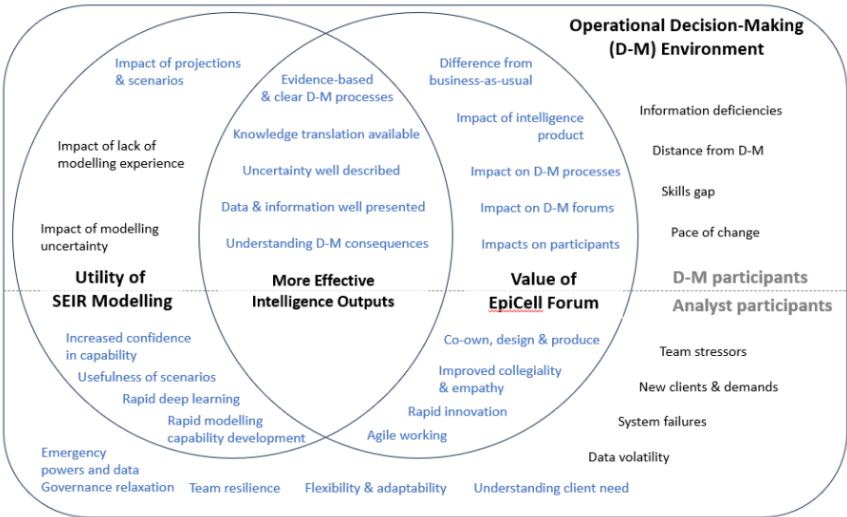 Operational Decision-Making
(D-M) Environment
Impact of projections
& scenarios
Impact of lack of
modelling experience
Impact of modelling
uncertainty
Utility of
SEIR Modelling
Evidence-based
& clear D-M processes
Knowledge translation available
Uncertainty well described
Data & information well presented
Understanding D-M consequences
More Effective
Intelligence Outputs
Difference from
business-as-usual
Impact of intelligence
product
Impact on D-M processes
Impact on D-M forums
Impacts on participants
Value of
EpiCell Forum
Information deficiencies
Distance from D-M
Skills gap
Pace of change
D-M participants
Analyst participants
Increased confidence
in capability
Usefulness of scenarios
Rapid deep learning
Rapid modelling
capability development
Co-own, design & produce
Improved collegiality
& empathy
Rapid innovation
Agile working
Team stressors
New clients & demands
System failures
Data volatility
Emergency
powers and data
Governance relaxation
Team resilience
Flexibility & adaptability
Understanding client need